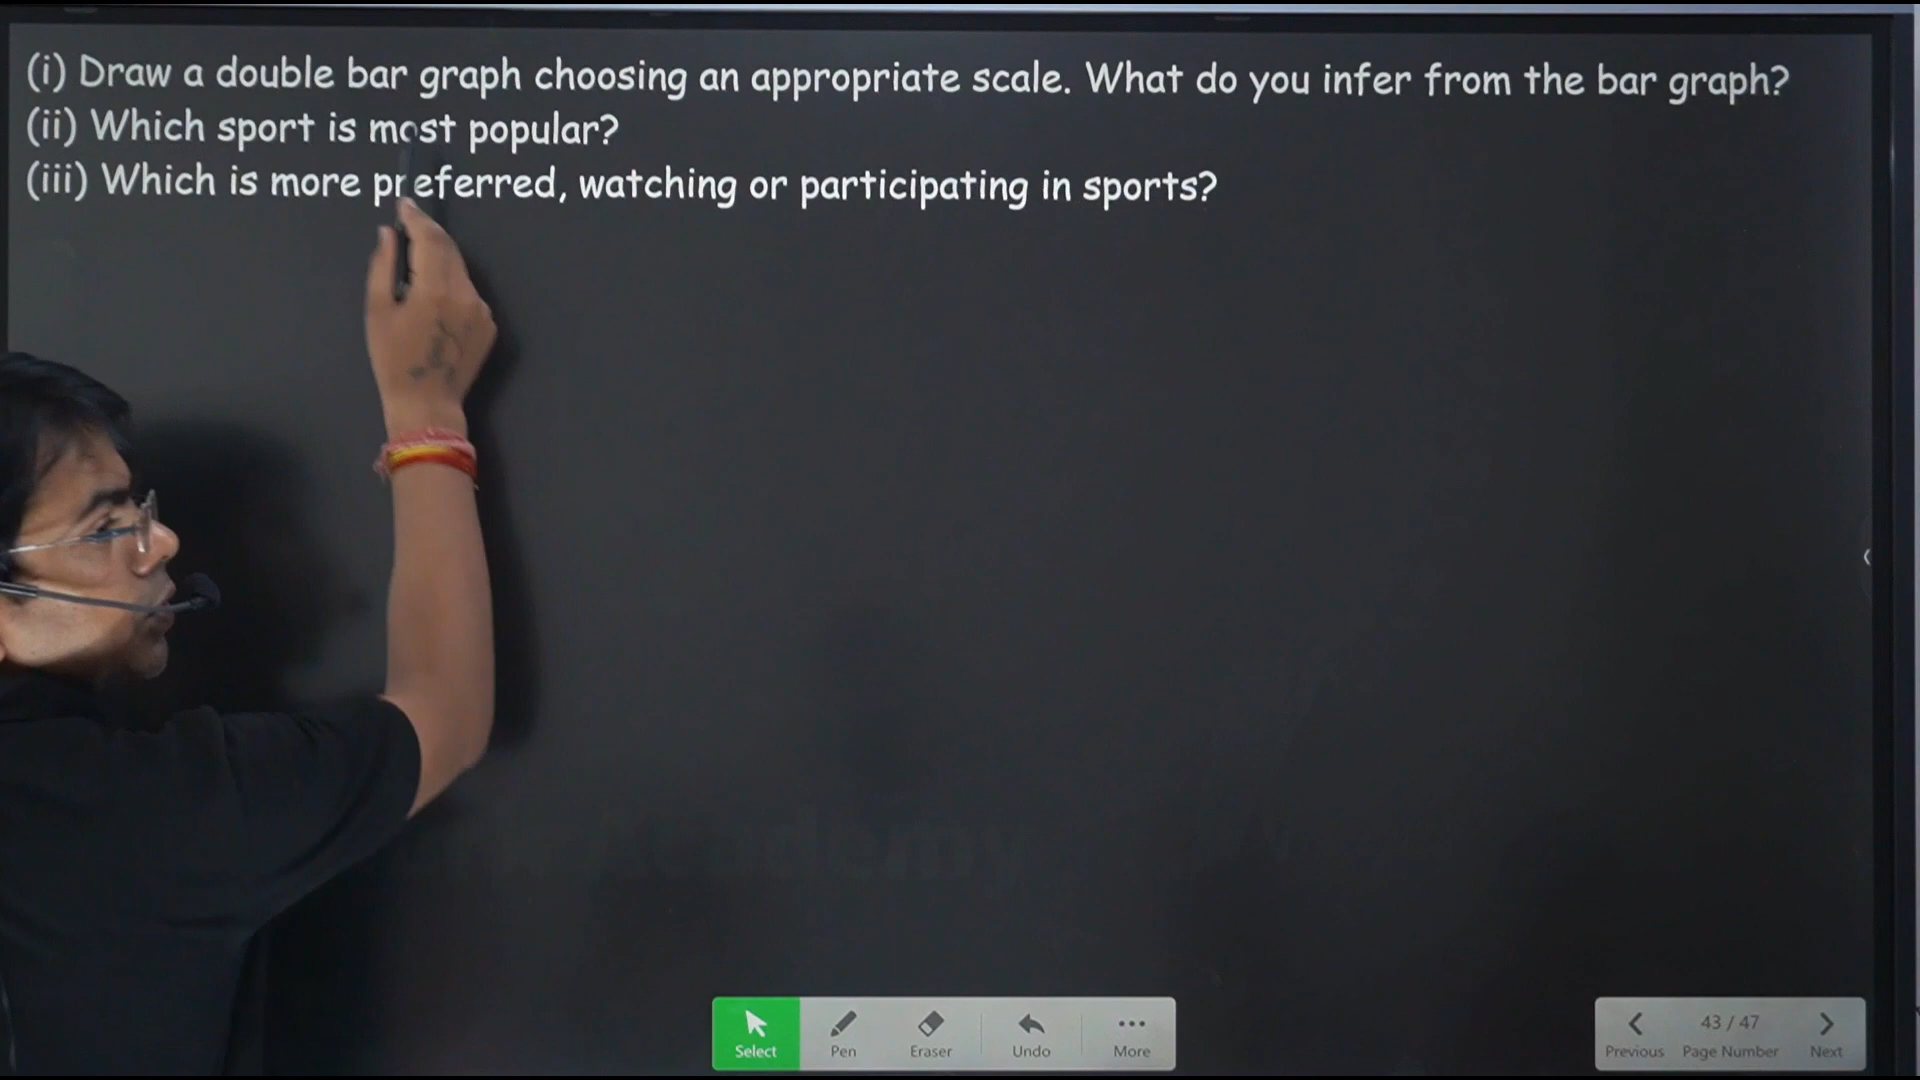 (i) Draw a double bar graph choosing an appropriate scale. What do you infer from the bar graph?
(ii) Which sport is most popular?
(iii) Which is more preferred, watching or participating in sports?
Academy
Select
Pen
Eraser
Undo
More
43 / 47
Previous
Page Number
Next